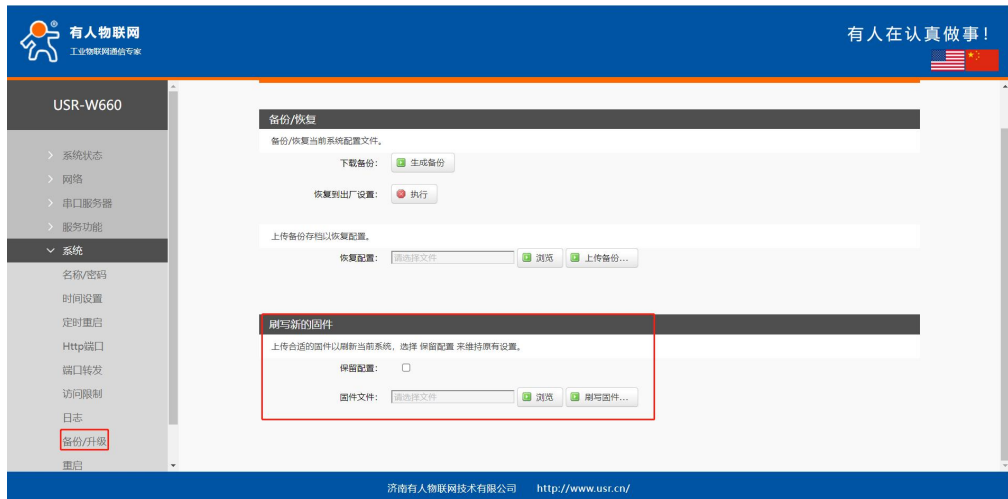 有人物联网
工业物联网通信专家
有人在认真做事!
USR-W660
系统状态
网络
串口服务器
服务功能
系统
名称/密码
时间设置
定时重启
Http端口
端口转发
访问限制
日志
备份/升级
重启
备份/恢复
备份/恢复当前系统配置文件。
下载备份: 生成备份
恢复到出厂设置: 执行
上传备份存档以恢复配置。
恢复配置: 请选择文件 浏览 上传备份...
刷写新的固件
上传合适的固件以刷新当前系统，选择 保留配置 来维持原有设置。
保留配置:
固件文件: 请选择文件 浏览 刷写固件...
济南有人物联网技术有限公司 http://www.usr.cn/